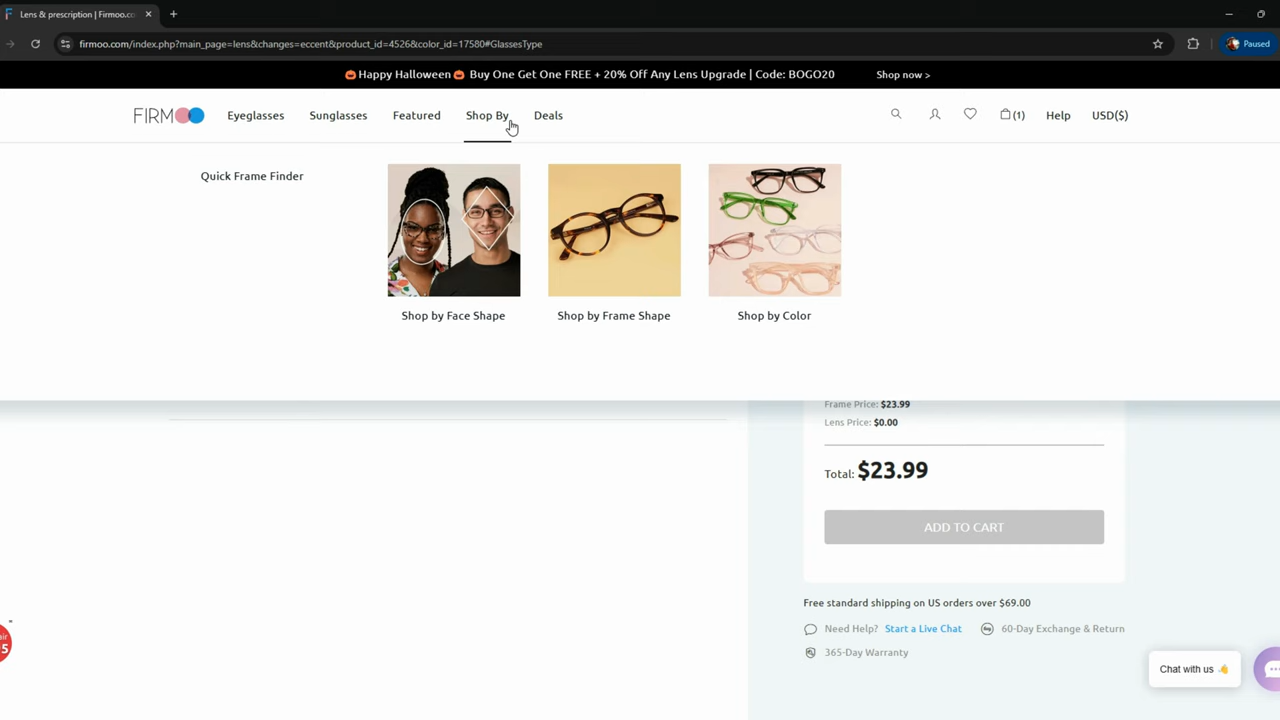 Lens & prescription | Firmoo.co
firmoo.com/index.php?main_page=lens&changes=eccent&product_id=4526&color_id=17580#GlassesType
Paused
🎃Happy Halloween🎃 Buy One Get One FREE + 20% Off Any Lens Upgrade | Code: BOGO20
Shop now >
FIRMOO
Eyeglasses
Sunglasses
Featured
Shop By
Deals
(1)
Help
USD($)
Quick Frame Finder
Shop by Face Shape
Shop by Frame Shape
Shop by Color
Frame Price: $23.99
Lens Price: $0.00
Total: $23.99
ADD TO CART
Free standard shipping on US orders over $69.00
Need Help? Start a Live Chat
60-Day Exchange & Return
365-Day Warranty
Chat with us 🤙